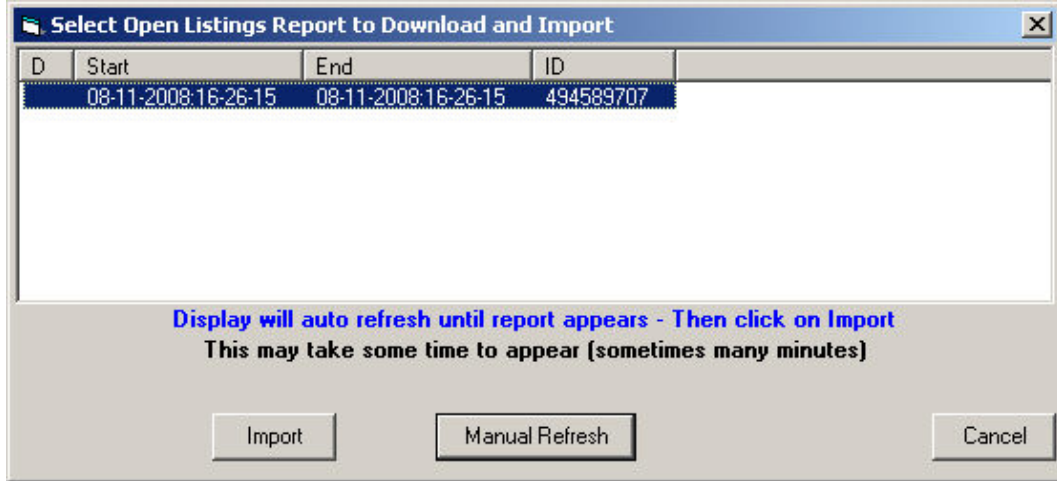 Select Open Listings Report to Download and Import
D Start End ID
08-11-2008:16-26-15 08-11-2008:16-26-15 494589707
Display will auto refresh until report appears - Then click on Import
This may take some time to appear (sometimes many minutes)
Import Manual Refresh Cancel